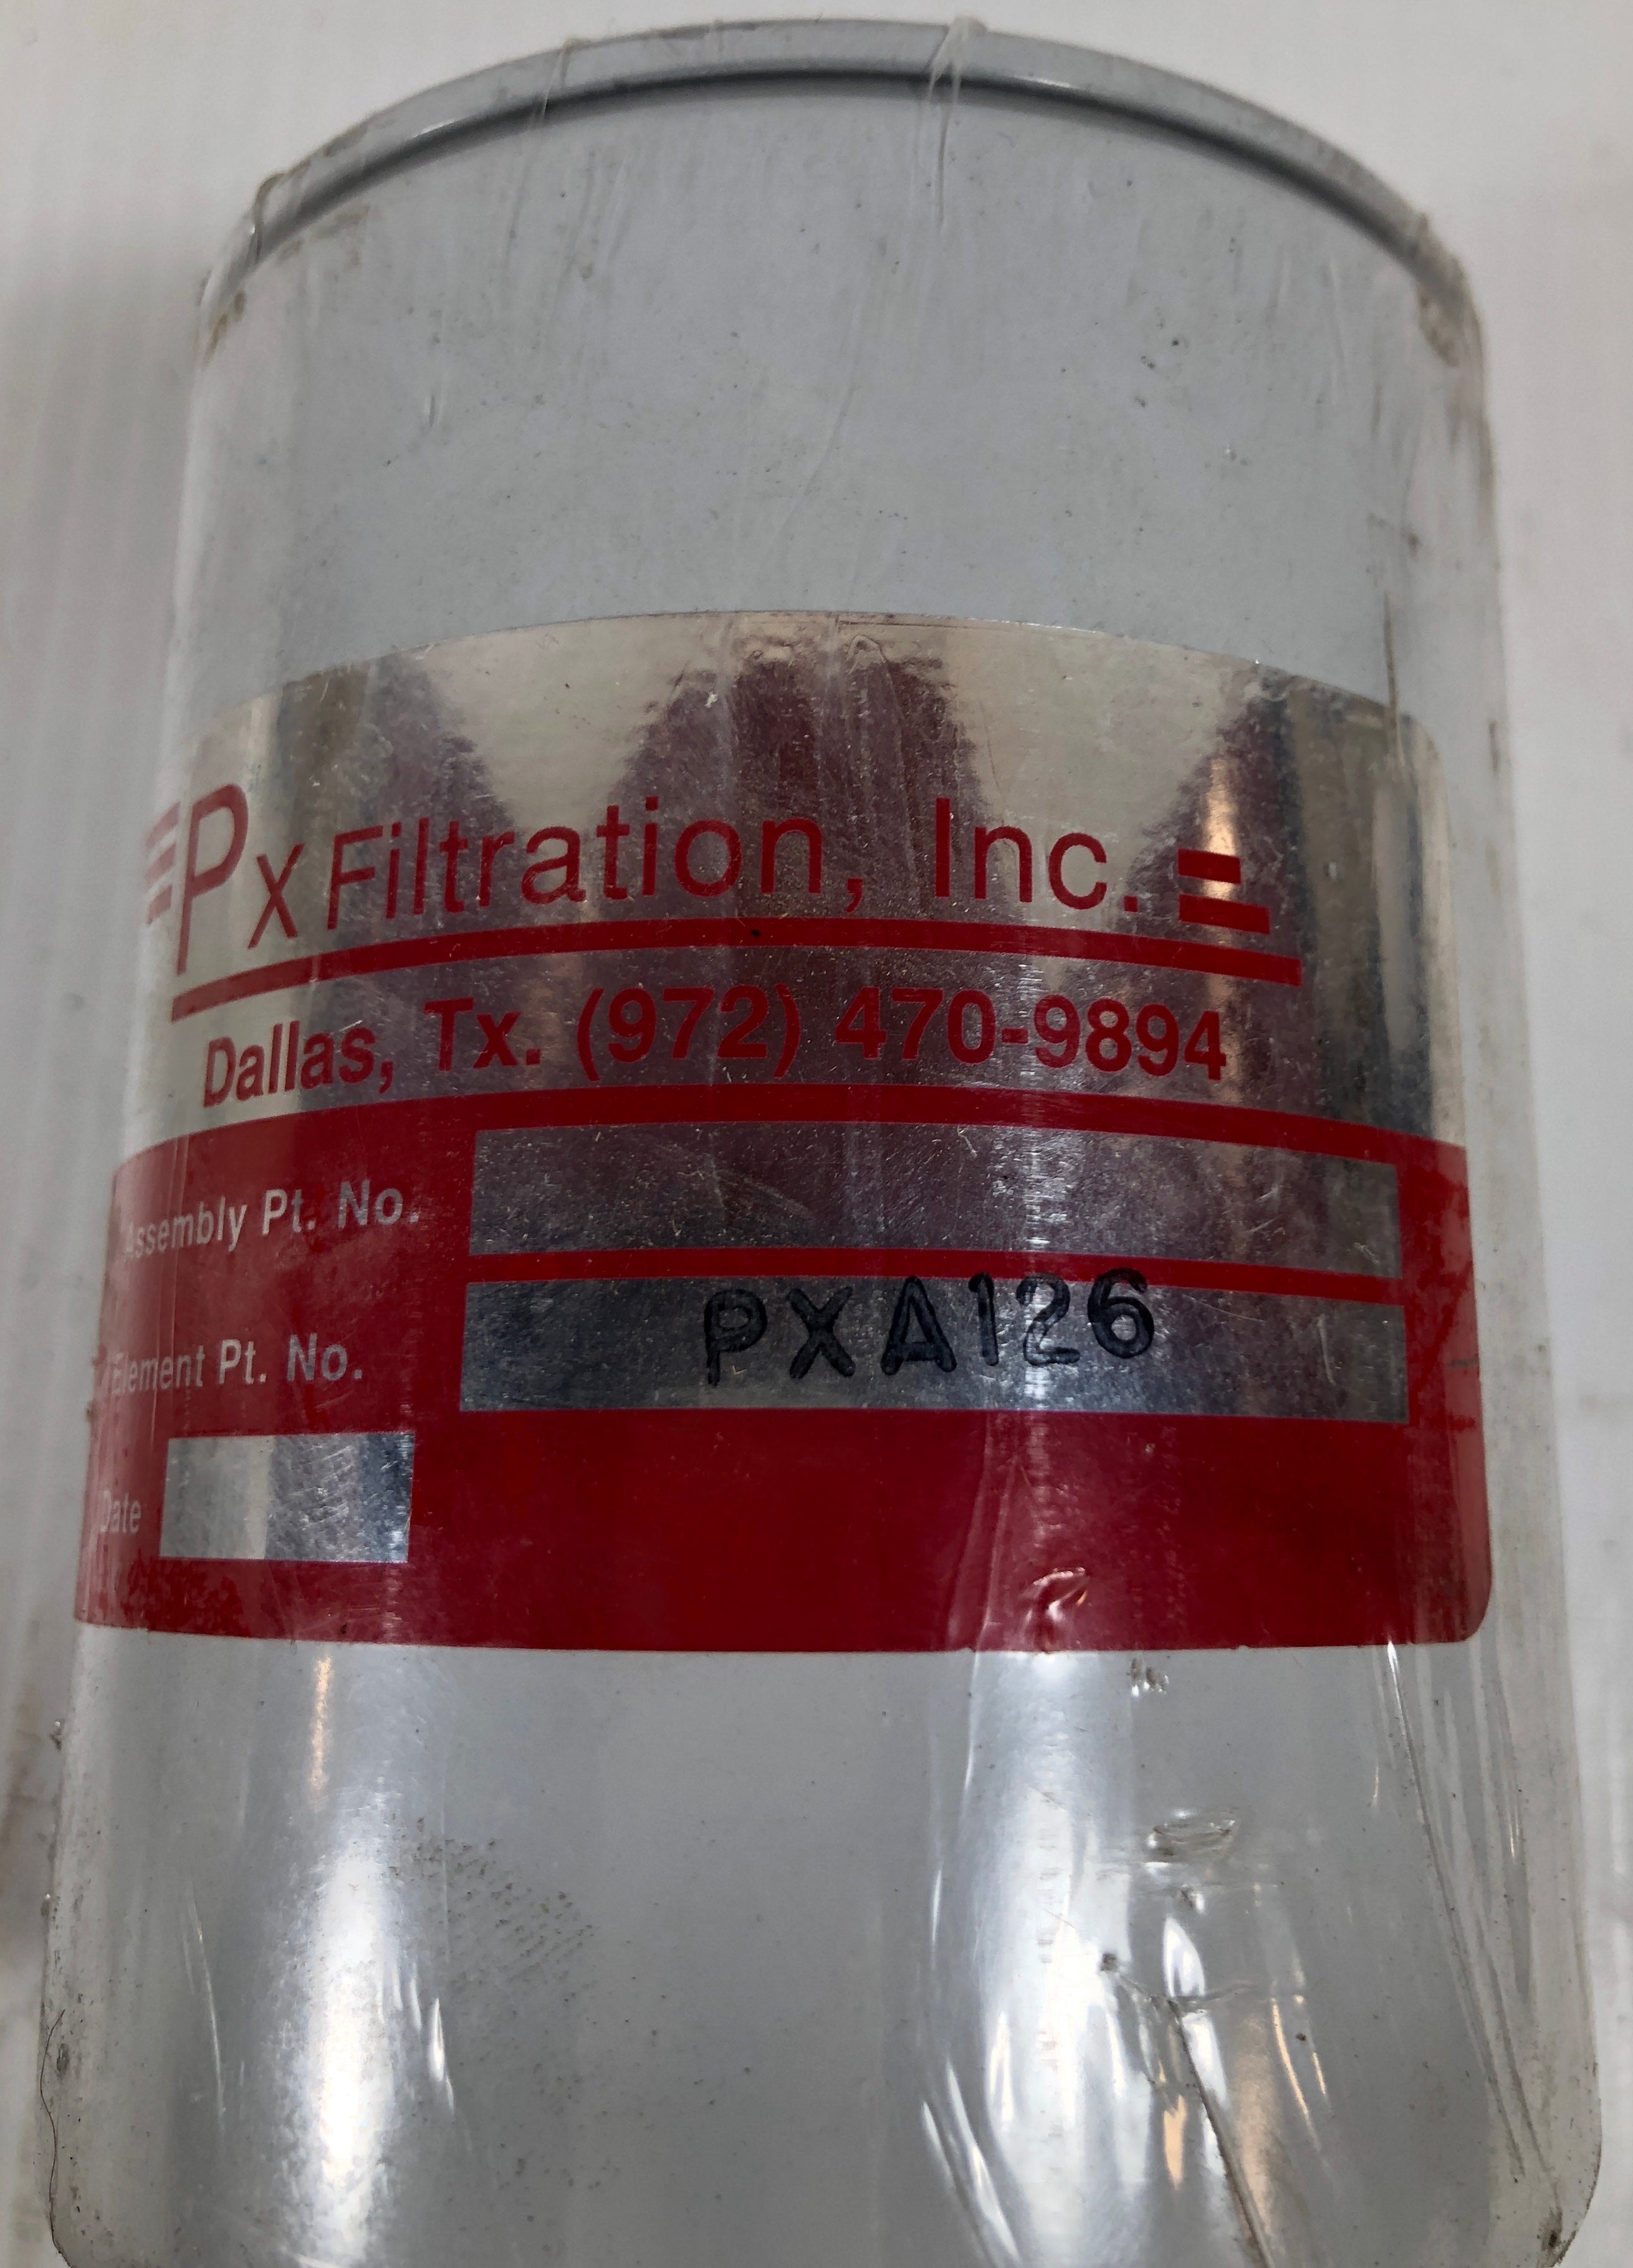 Px Filtration, Inc.
Dallas, Tx. (972) 470-9894
Assembly Pt. No.
Element Pt. No. PXA126
Date